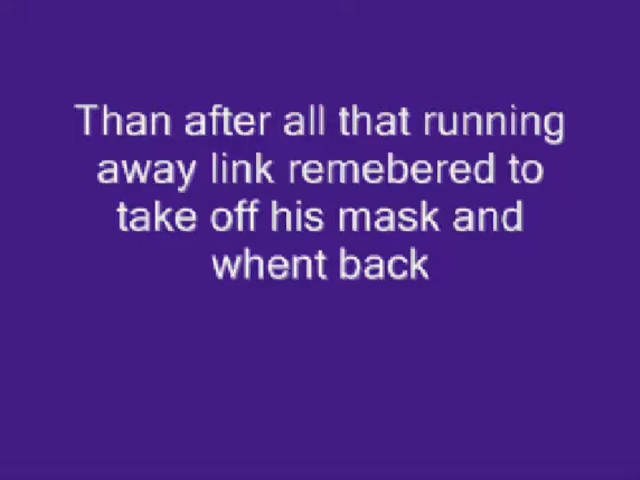 Than after all that running
away link remebered to
take off his mask and
whent back